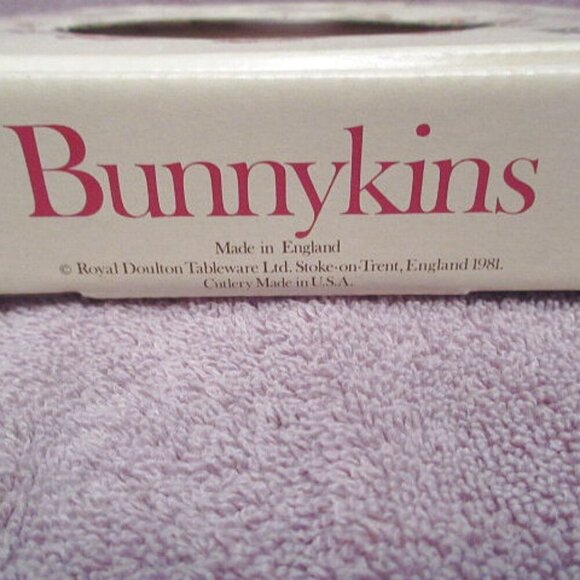 Bunnykins
Made in England
© Royal Doulton Tableware Ltd. Stoke-on-Trent, England 1981.
Cutlery Made in U.S.A.